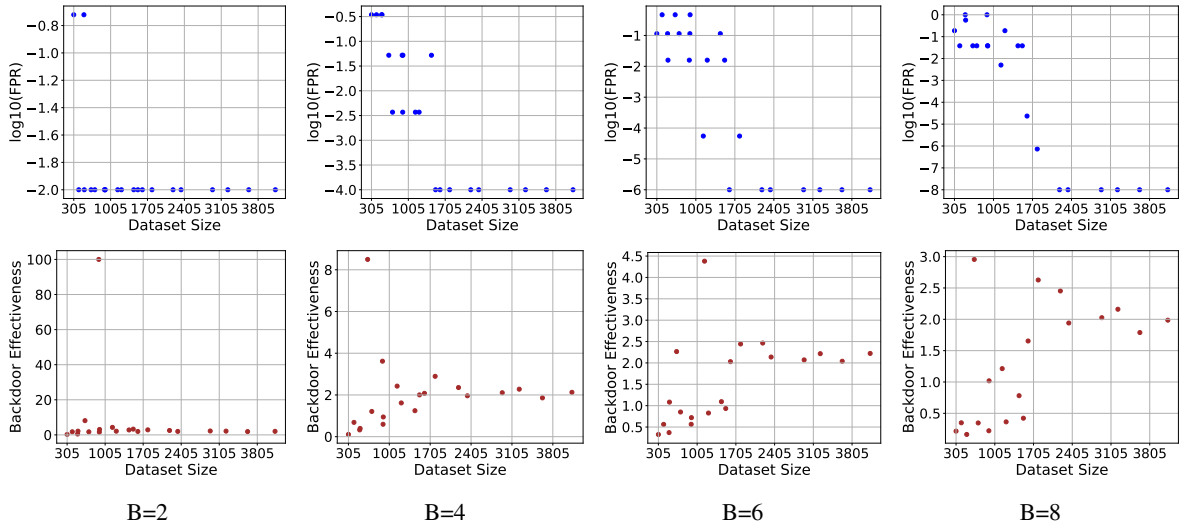 −0.8
−1.0
−1.2
−1.4
−1.6
−1.8
−2.0
log10(FPR)
305 1005 1705 2405 3105 3805
Dataset Size
−0.5
−1.0
−1.5
−2.0
−2.5
−3.0
−3.5
−4.0
log10(FPR)
305 1005 1705 2405 3105 3805
Dataset Size
0
−1
−2
−3
−4
−5
−6
log10(FPR)
305 1005 1705 2405 3105 3805
Dataset Size
0
−1
−2
−3
−4
−5
−6
−7
−8
log10(FPR)
305 1005 1705 2405 3105 3805
Dataset Size
100
80
60
40
20
0
Backdoor Effectiveness
305 1005 1705 2405 3105 3805
Dataset Size
8
6
4
2
0
Backdoor Effectiveness
305 1005 1705 2405 3105 3805
Dataset Size
4.5
4.0
3.5
3.0
2.5
2.0
1.5
1.0
0.5
Backdoor Effectiveness
305 1005 1705 2405 3105 3805
Dataset Size
3.0
2.5
2.0
1.5
1.0
0.5
Backdoor Effectiveness
305 1005 1705 2405 3105 3805
Dataset Size
B=2 B=4 B=6 B=8